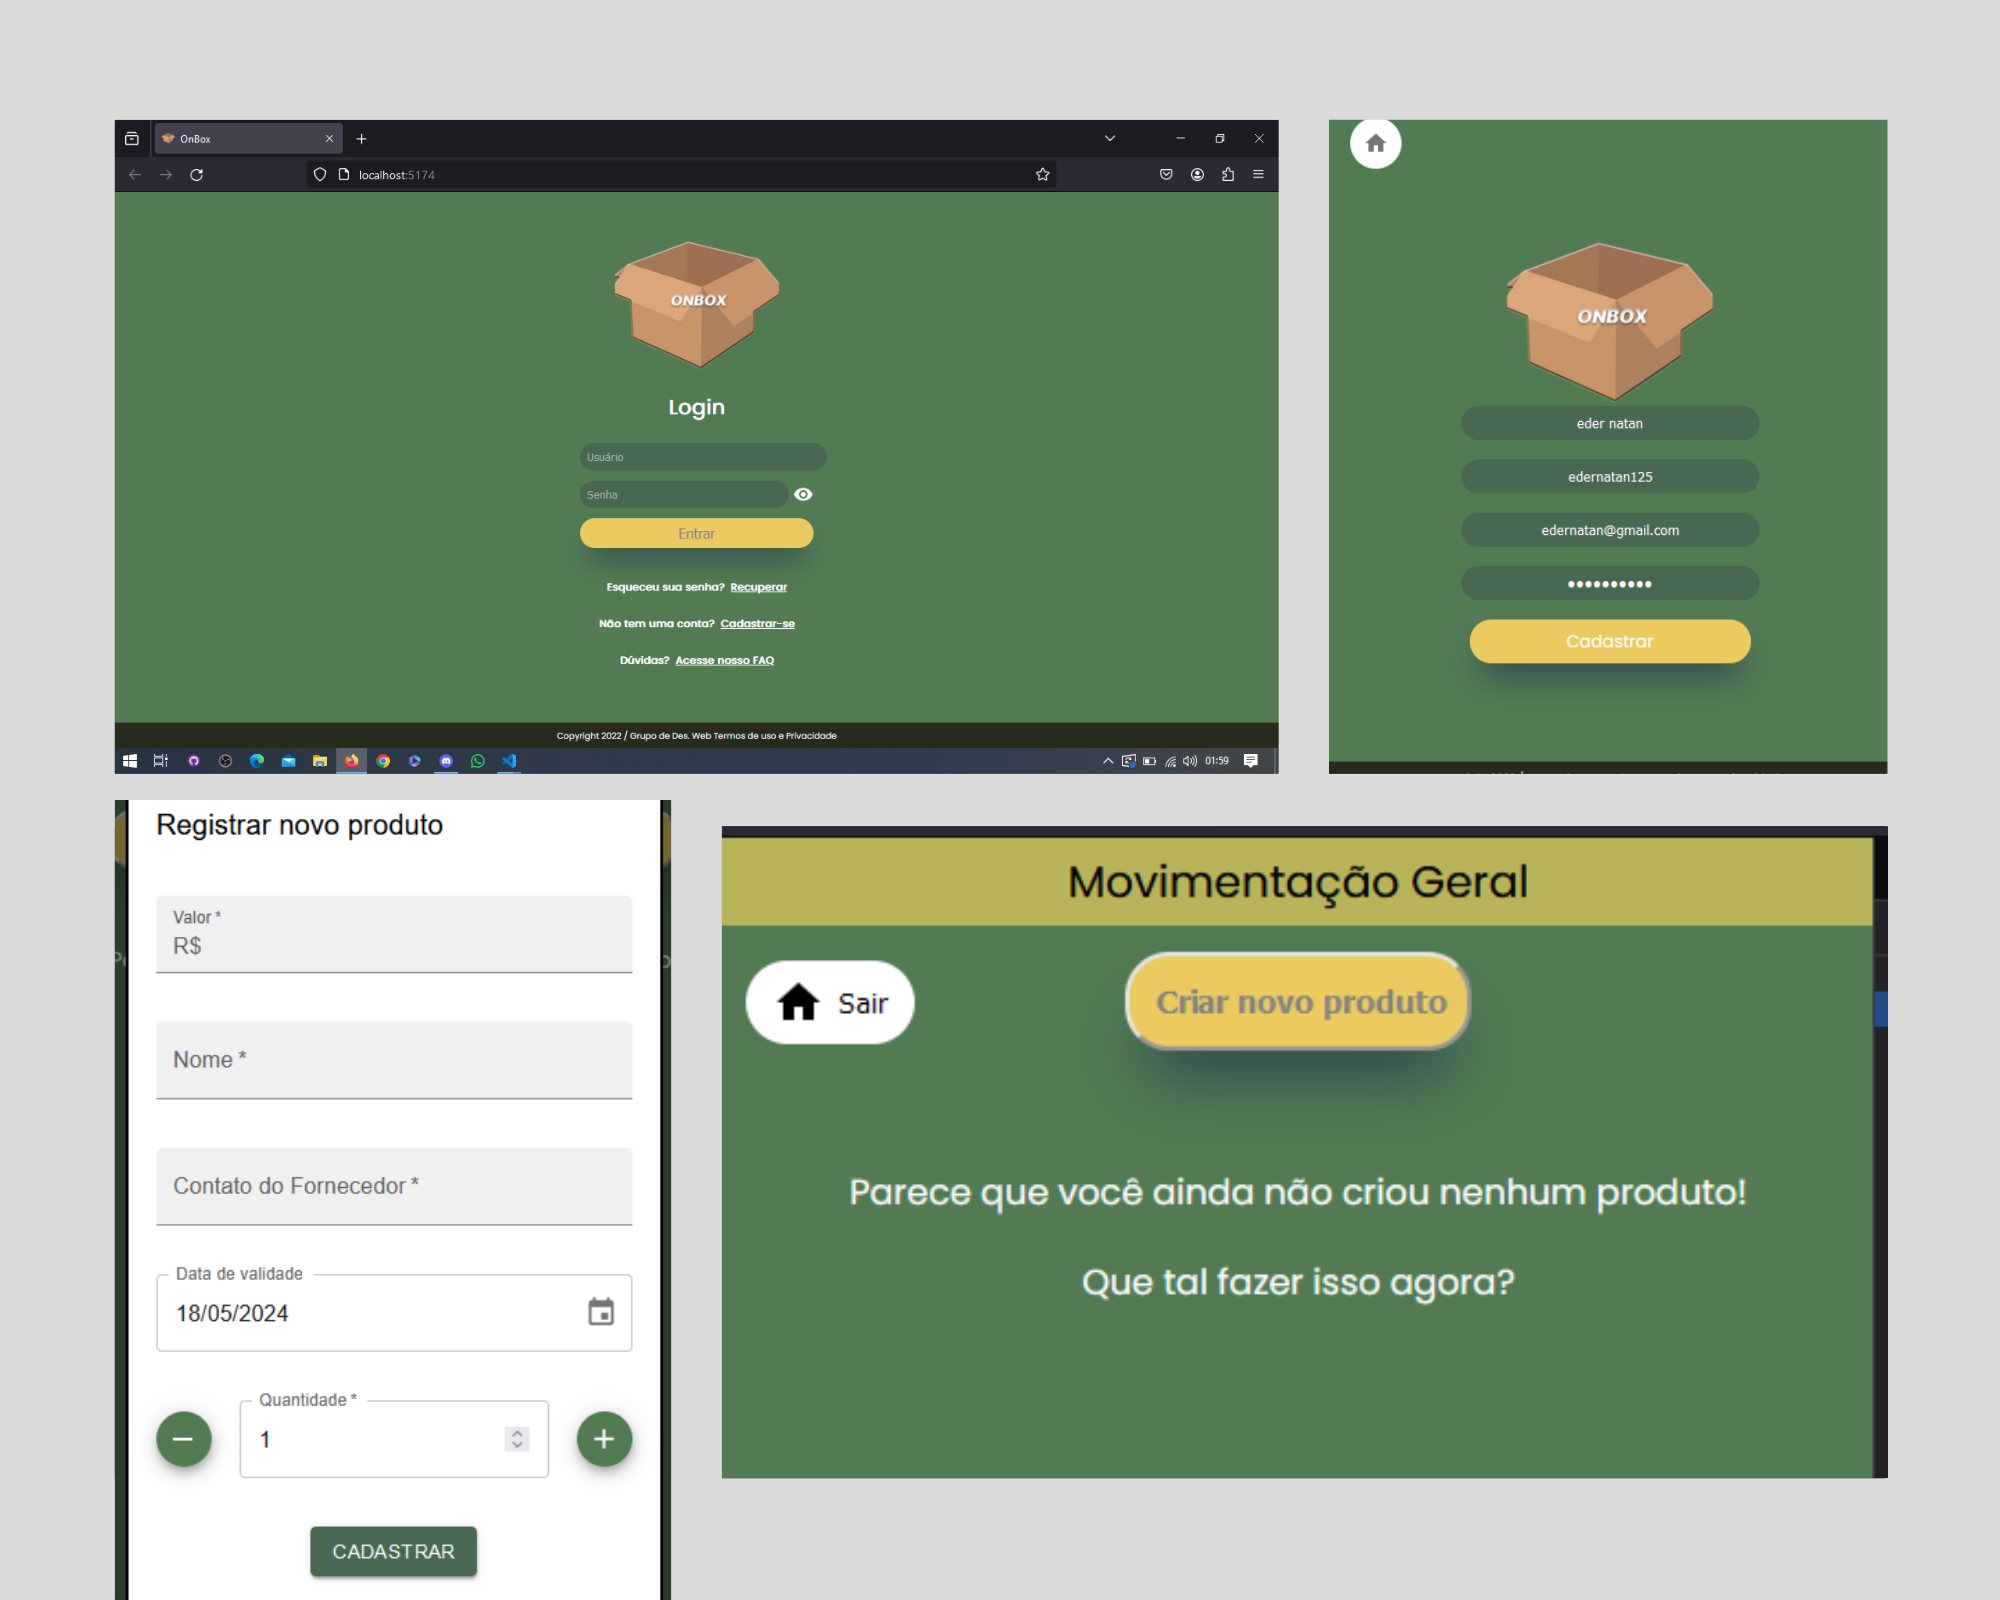 OnBox
localhost:5174
ONBOX
Login
Usuário
Senha
Entrar
Esqueceu sua senha? Recuperar
Não tem uma conta? Cadastrar-se
Dúvidas? Acesse nosso FAQ
Copyright 2022 / Grupo de Des. Web Termos de uso e Privacidade
01:59
ONBOX
eder natan
edernatan125
edernatan@gmail.com
••••••••••
Cadastrar
Registrar novo produto
Valor *
R$
Nome *
Contato do Fornecedor *
Data de validade
18/05/2024
Quantidade *
1
CADASTRAR
Movimentação Geral
Sair
Criar novo produto
Parece que você ainda não criou nenhum produto!
Que tal fazer isso agora?